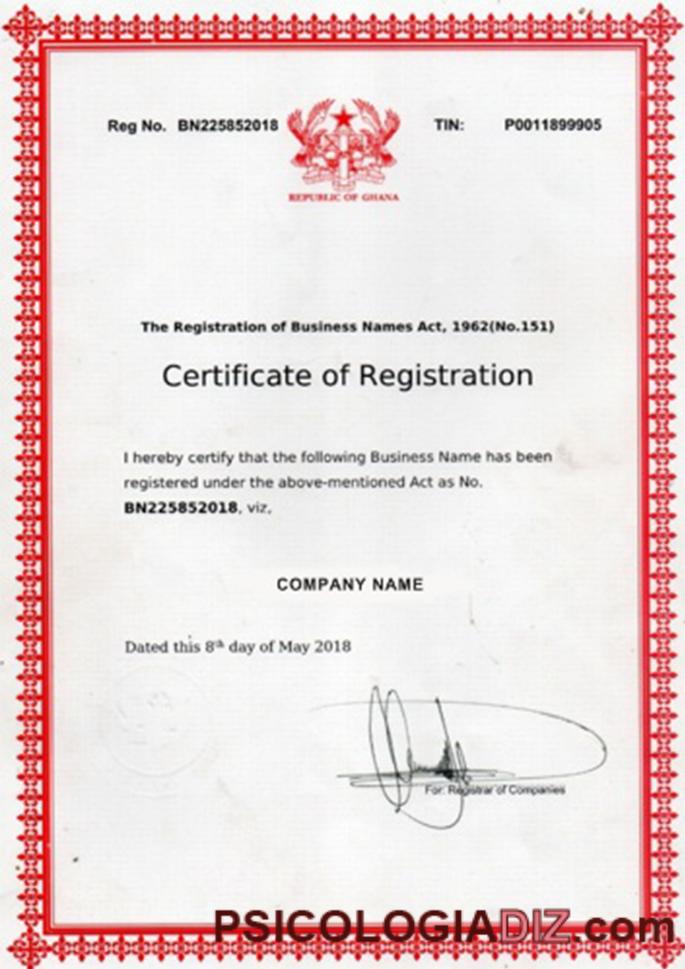 Reg No. BN225852018 TIN: P0011899905
REPUBLIC OF GHANA
The Registration of Business Names Act, 1962(No.151)
Certificate of Registration
I hereby certify that the following Business Name has been
registered under the above-mentioned Act as No.
BN225852018, viz,
COMPANY NAME
Dated this 8th day of May 2018
For: Registrar of Companies
PSICOLOGIADIZ.com